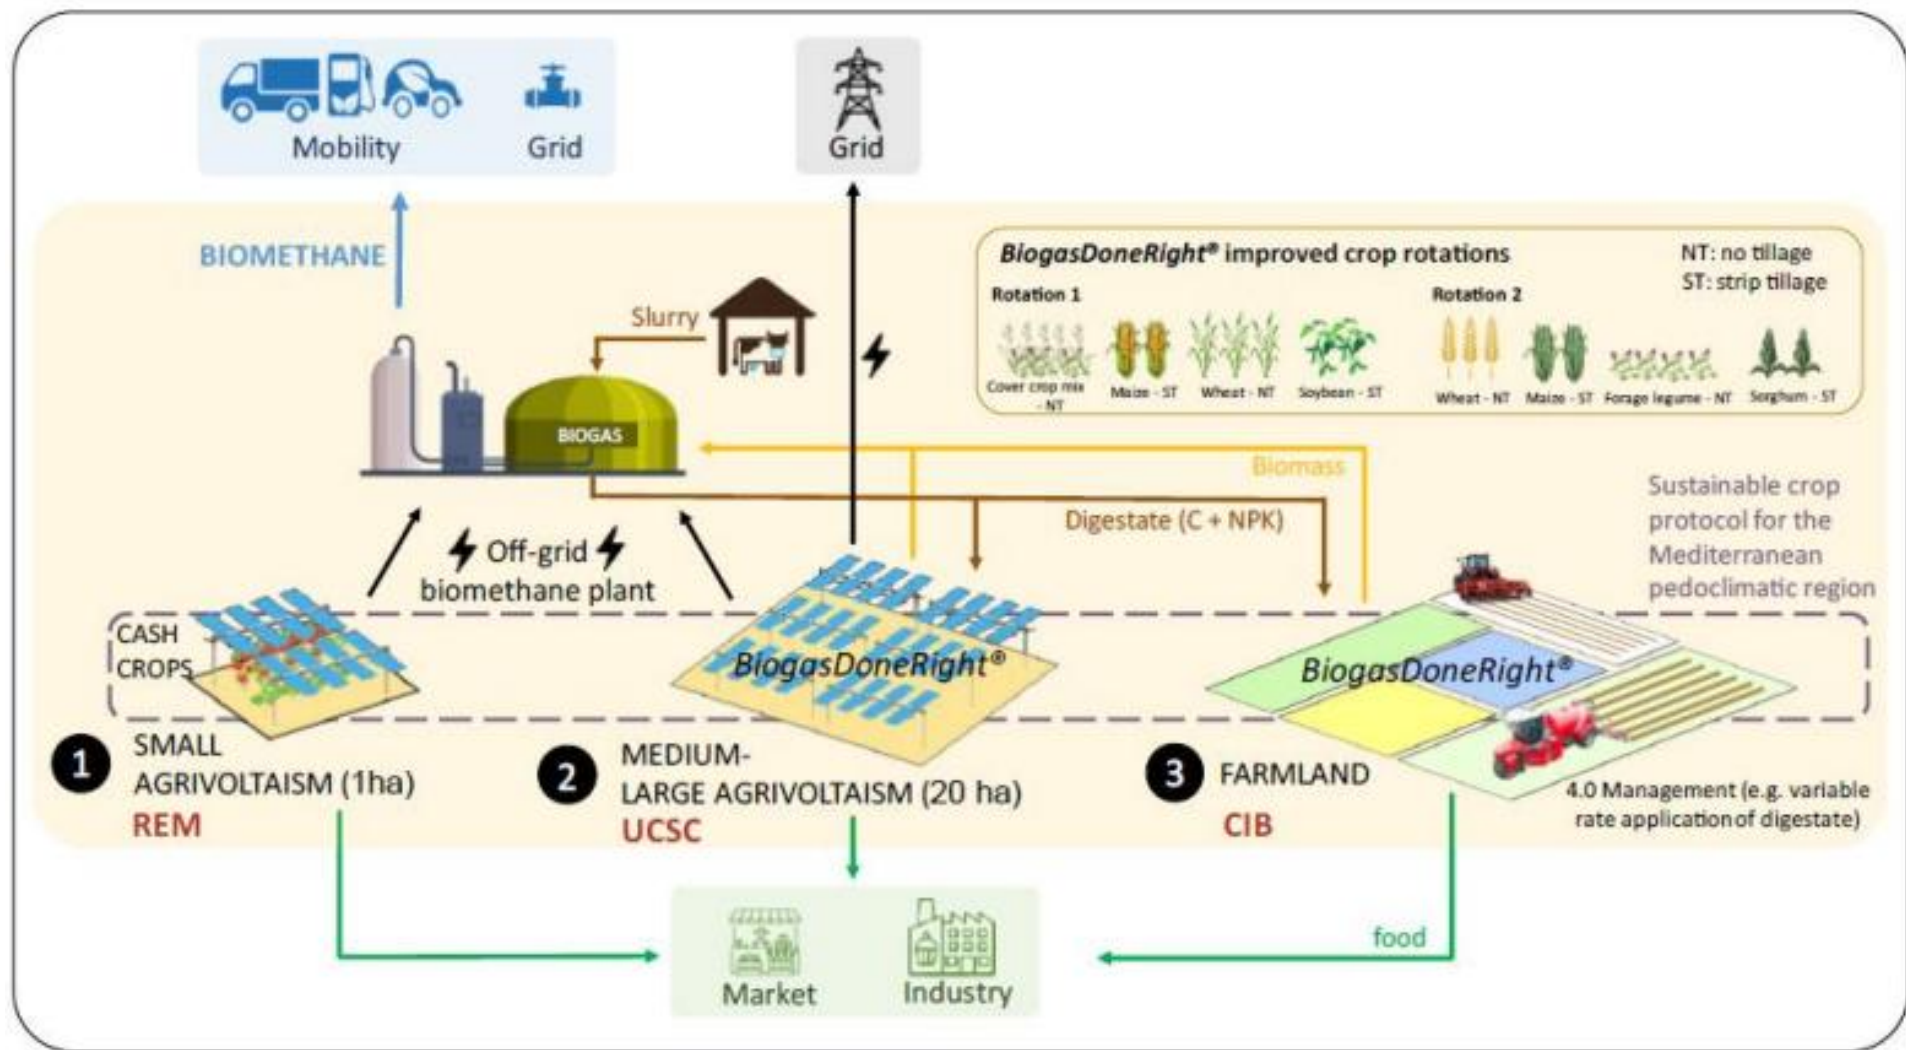 Mobility
Grid
Grid
BIOMETHANE
Slurry
BiogasDoneRight® improved crop rotations
NT: no tillage
ST: strip tillage
Rotation 1
Rotation 2
Cover crop mix
- NT
Maize - ST
Wheat - NT
Soybean - ST
Wheat - NT
Maize - ST
Forage legume - NT
Sorghum - ST
BIOGAS
Biomass
Digestate (C + NPK)
Sustainable crop
protocol for the
Mediterranean
pedoclimatic region
Off-grid
biomethane plant
CASH
CROPS
BiogasDoneRight®
BiogasDoneRight®
1
SMALL
AGRIVOLTAISM (1ha)
REM
2
MEDIUM-
LARGE AGRIVOLTAISM (20 ha)
UCSC
3
FARMLAND
CIB
4.0 Management (e.g. variable
rate application of digestate)
food
Market
Industry